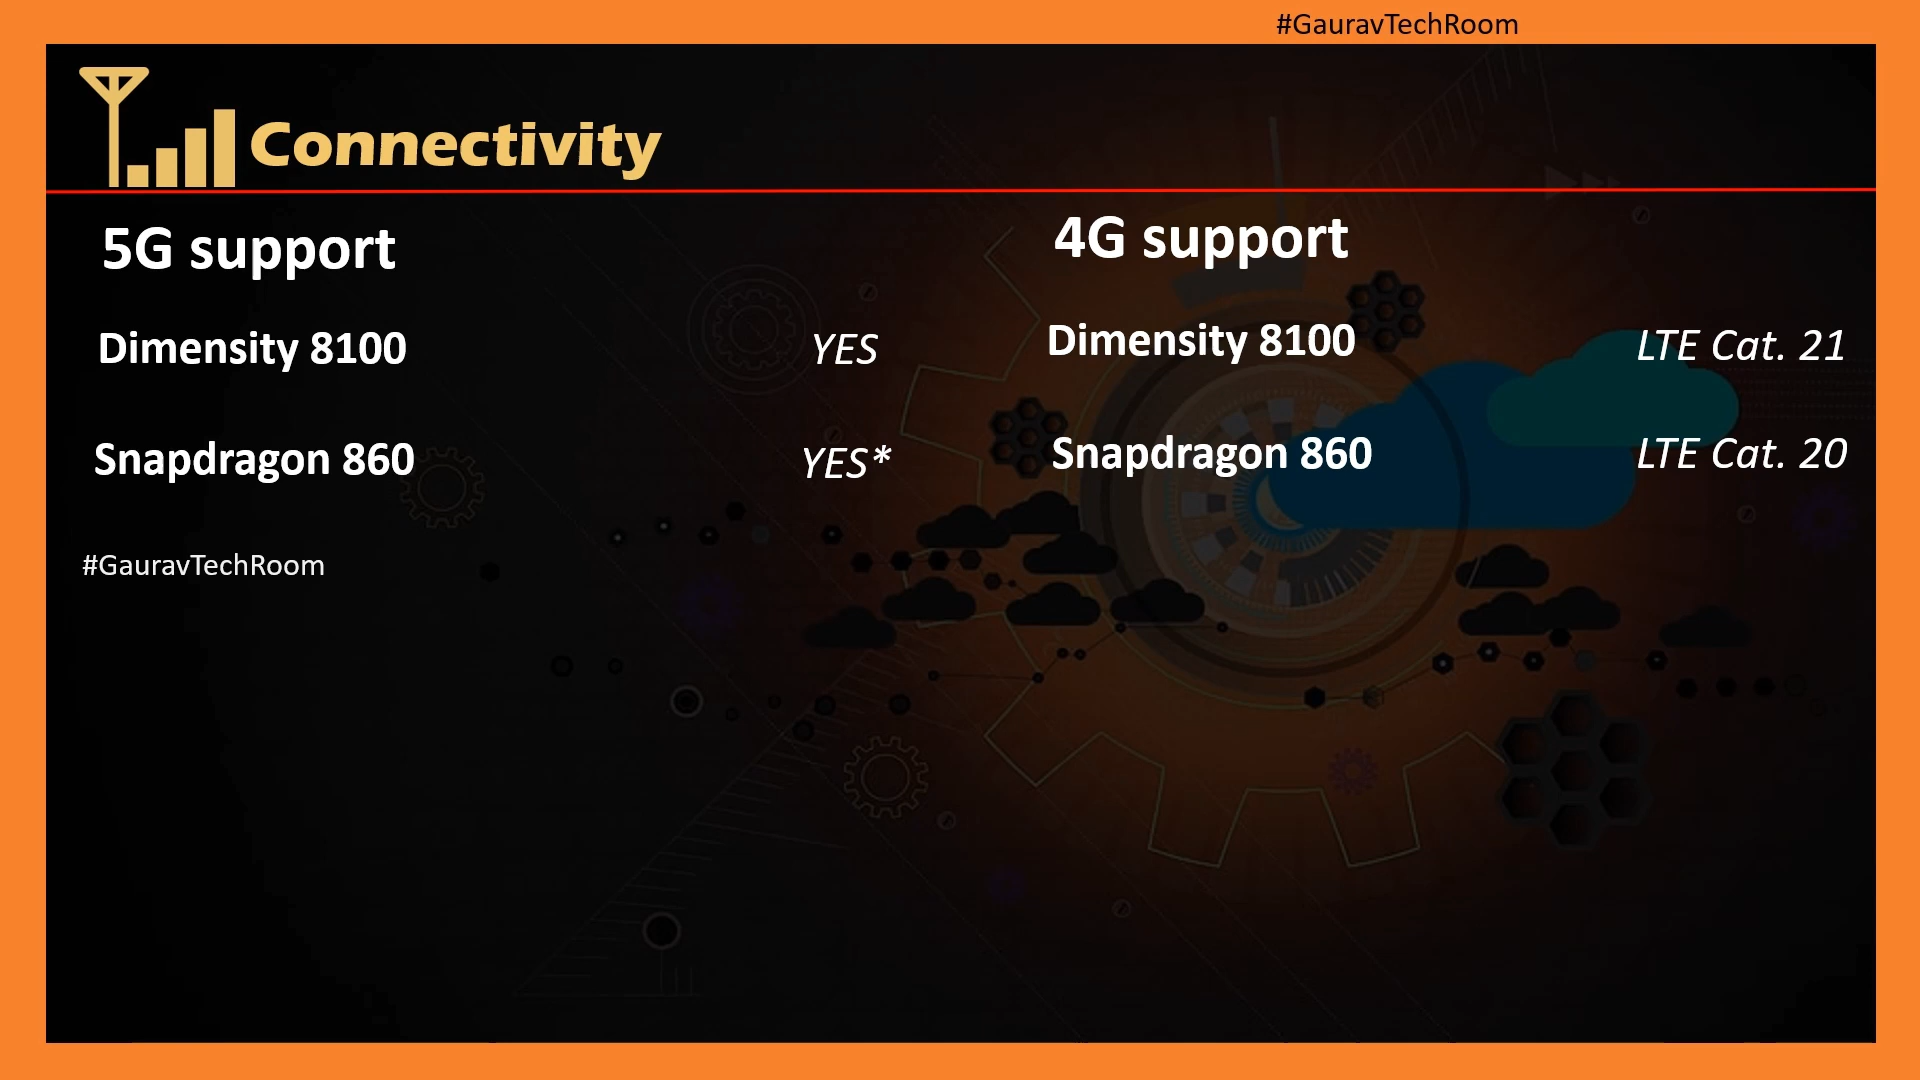 #GauravTechRoom
Connectivity
5G support
Dimensity 8100 YES
Snapdragon 860 YES*
#GauravTechRoom
4G support
Dimensity 8100 LTE Cat. 21
Snapdragon 860 LTE Cat. 20